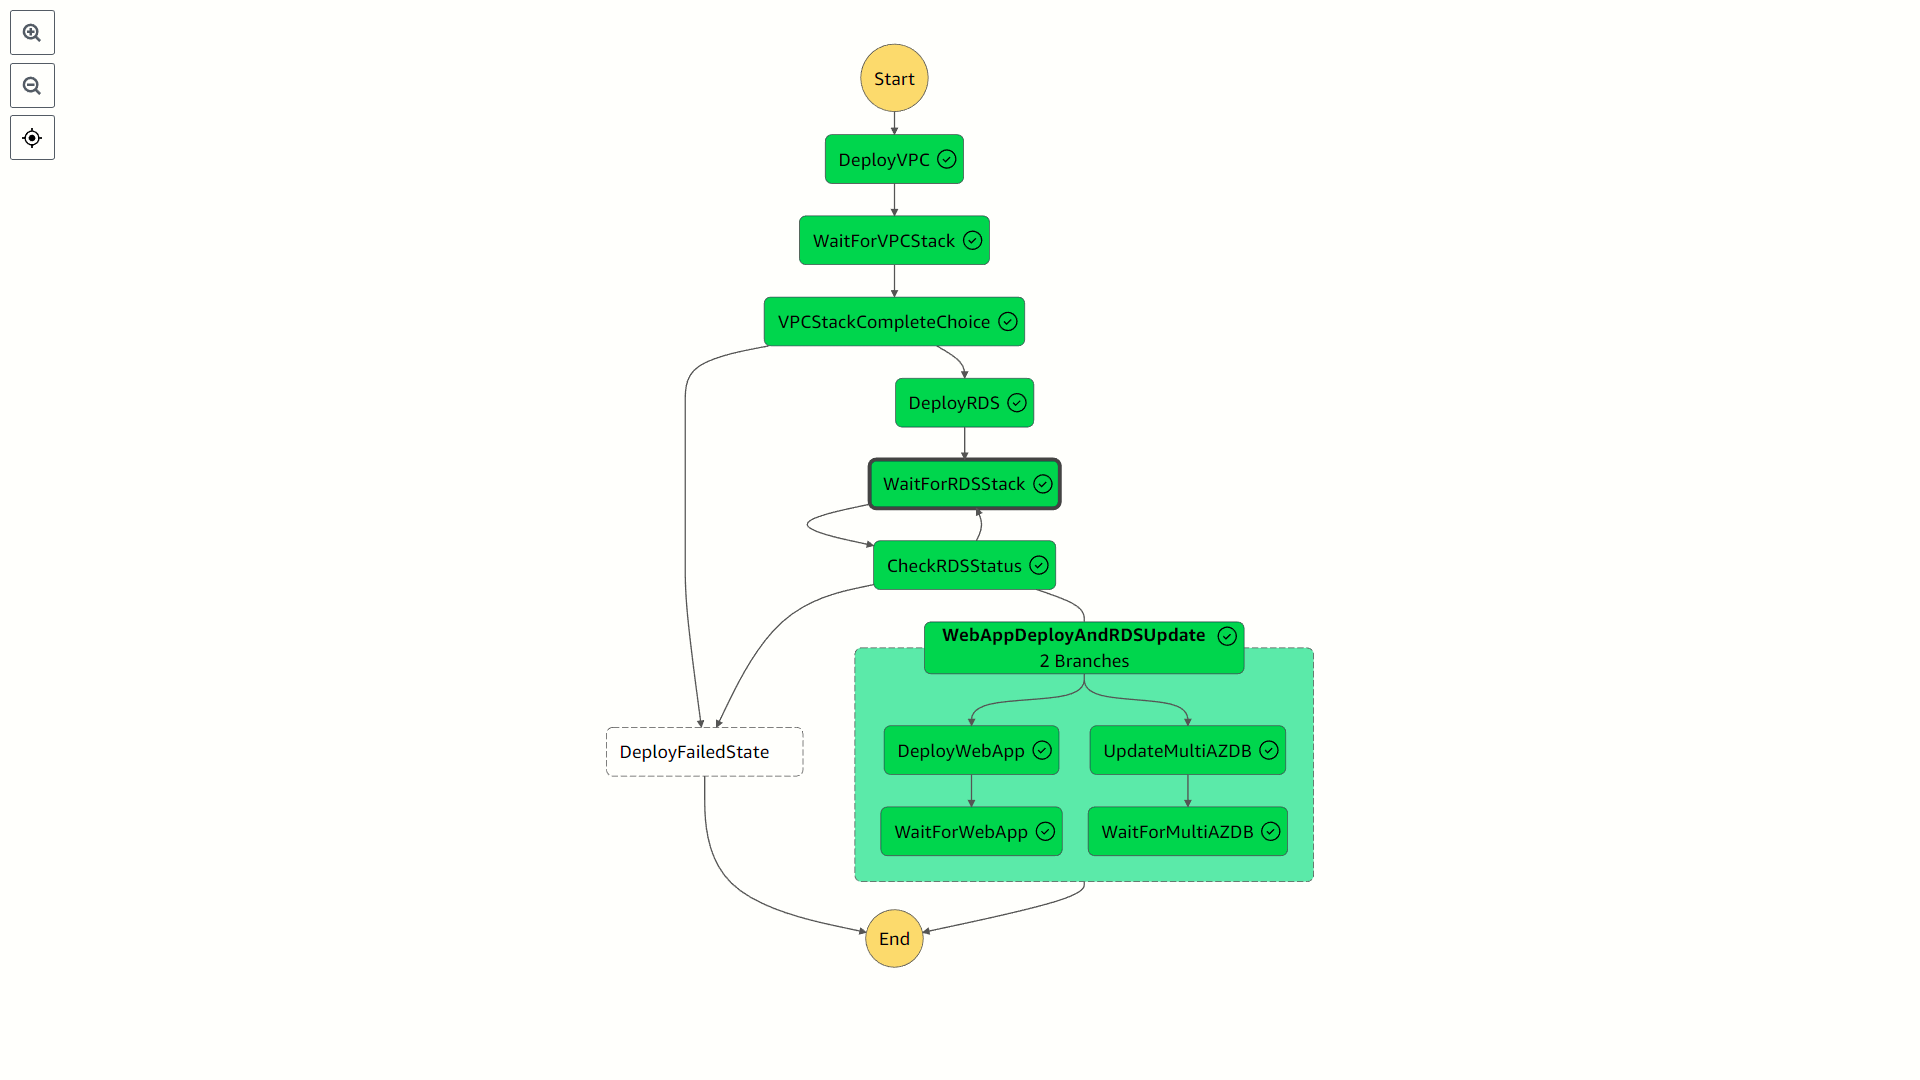 Start
DeployVPC
WaitForVPCStack
VPCStackCompleteChoice
DeployRDS
WaitForRDSStack
CheckRDSStatus
WebAppDeployAndRDSUpdate
2 Branches
DeployWebApp
UpdateMultiAZDB
DeployFailedState
WaitForWebApp
WaitForMultiAZDB
End